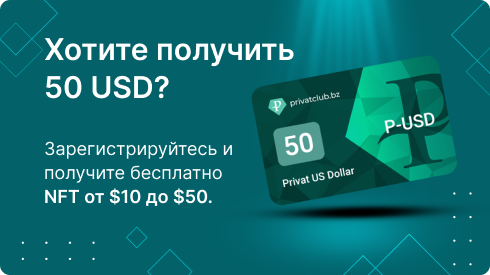 Хотите получить
50 USD?
Зарегистрируйтесь и
получите бесплатно
NFT от $10 до $50.
privatclub.bz
P-USD
50
Privat US Dollar